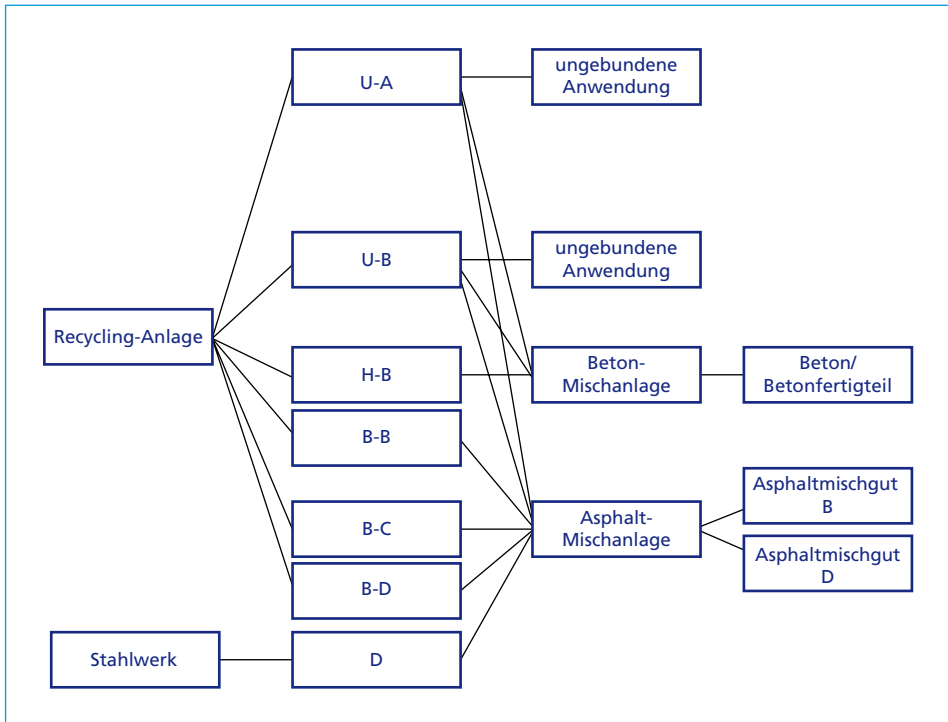 U-A
ungebundene
Anwendung
U-B
ungebundene
Anwendung
Recycling-Anlage
H-B
Beton-
Mischanlage
Beton/
Betonfertigteil
B-B
B-C
Asphalt-
Mischanlage
Asphaltmischgut
B
B-D
Asphaltmischgut
D
Stahlwerk
D